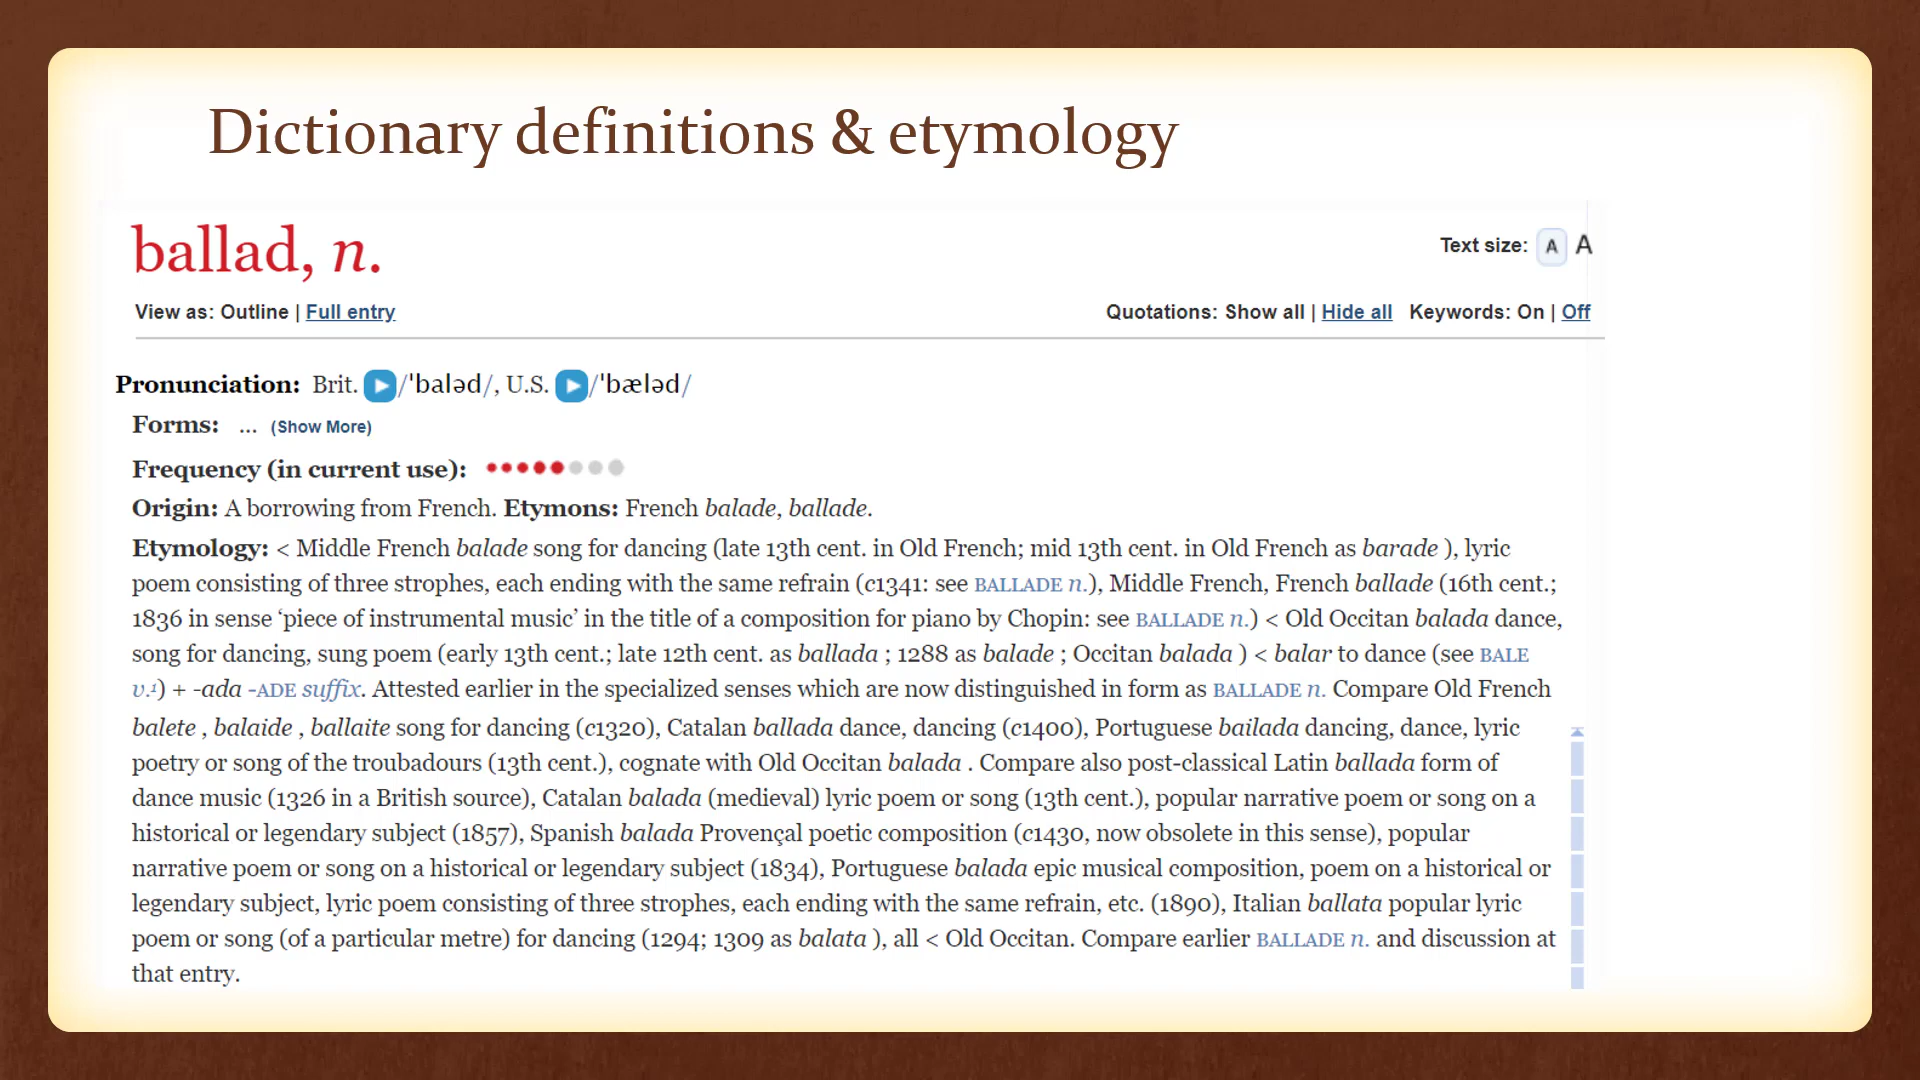 Dictionary definitions & etymology
ballad, n.
Text size: A A
View as: Outline | Full entry
Quotations: Show all | Hide all Keywords: On | Off
Pronunciation: Brit. /ˈbaləd/, U.S. /ˈbæləd/
Forms: ... (Show More)
Frequency (in current use):
Origin: A borrowing from French. Etymons: French balade, ballade.
Etymology: < Middle French balade song for dancing (late 13th cent. in Old French; mid 13th cent. in Old French as barade ), lyric
poem consisting of three strophes, each ending with the same refrain (c1341: see BALLADE n.), Middle French, French ballade (16th cent.;
1836 in sense ‘piece of instrumental music’ in the title of a composition for piano by Chopin: see BALLADE n.) < Old Occitan balada dance,
song for dancing, sung poem (early 13th cent.; late 12th cent. as ballada ; 1288 as balade ; Occitan balada ) < balar to dance (see BALE
v.¹) + -ada -ADE suffix. Attested earlier in the specialized senses which are now distinguished in form as BALLADE n. Compare Old French
balete , balaide , ballaite song for dancing (c1320), Catalan ballada dance, dancing (c1400), Portuguese bailada dancing, dance, lyric
poetry or song of the troubadours (13th cent.), cognate with Old Occitan balada . Compare also post-classical Latin ballada form of
dance music (1326 in a British source), Catalan balada (medieval) lyric poem or song (13th cent.), popular narrative poem or song on a
historical or legendary subject (1857), Spanish balada Provençal poetic composition (c1430, now obsolete in this sense), popular
narrative poem or song on a historical or legendary subject (1834), Portuguese balada epic musical composition, poem on a historical or
legendary subject, lyric poem consisting of three strophes, each ending with the same refrain, etc. (1890), Italian ballata popular lyric
poem or song (of a particular metre) for dancing (1294; 1309 as balata ), all < Old Occitan. Compare earlier BALLADE n. and discussion at
that entry.